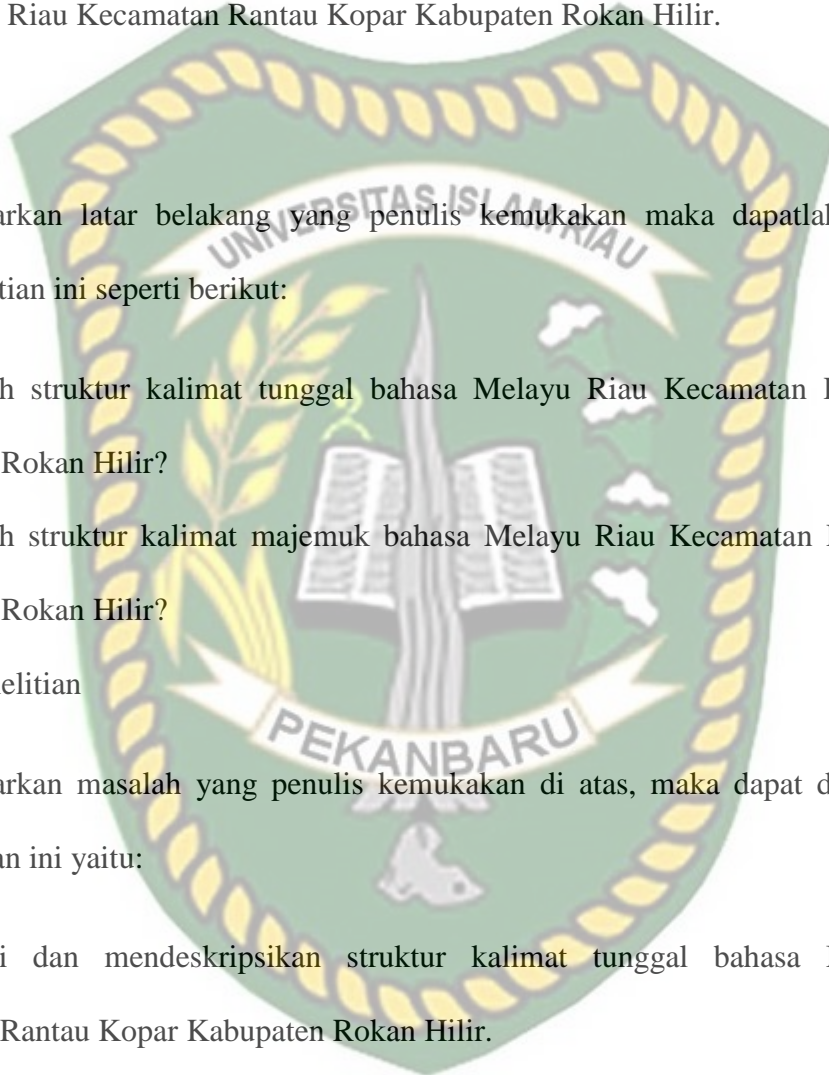 Riau Kecamatan Rantau Kopar Kabupaten Rokan Hilir.
UNIVERSITAS ISLAM RIAU
arkan latar belakang yang penulis kemukakan maka dapatlah
tian ini seperti berikut:
h struktur kalimat tunggal bahasa Melayu Riau Kecamatan
Rokan Hilir?
h struktur kalimat majemuk bahasa Melayu Riau Kecamatan
Rokan Hilir?
elitian
PEKANBARU
arkan masalah yang penulis kemukakan di atas, maka dapat d
an ini yaitu:
i dan mendeskripsikan struktur kalimat tunggal bahasa
Rantau Kopar Kabupaten Rokan Hilir.